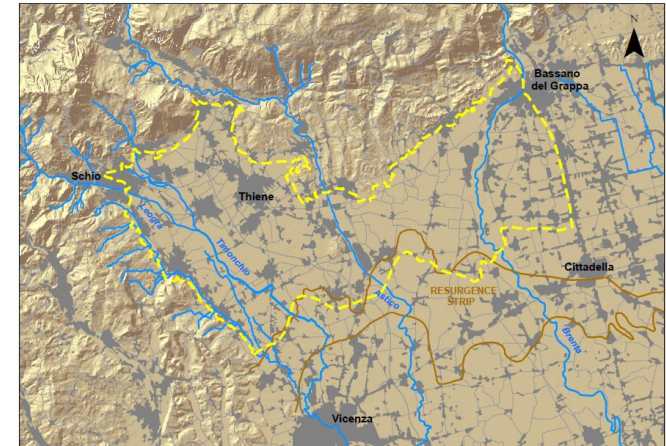 N
Bassano
del Grappa
Schio
Thiene
Leogra
Timonchio
Astico
Cittadella
RESURGENCE
STRIP
Brenta
Vicenza